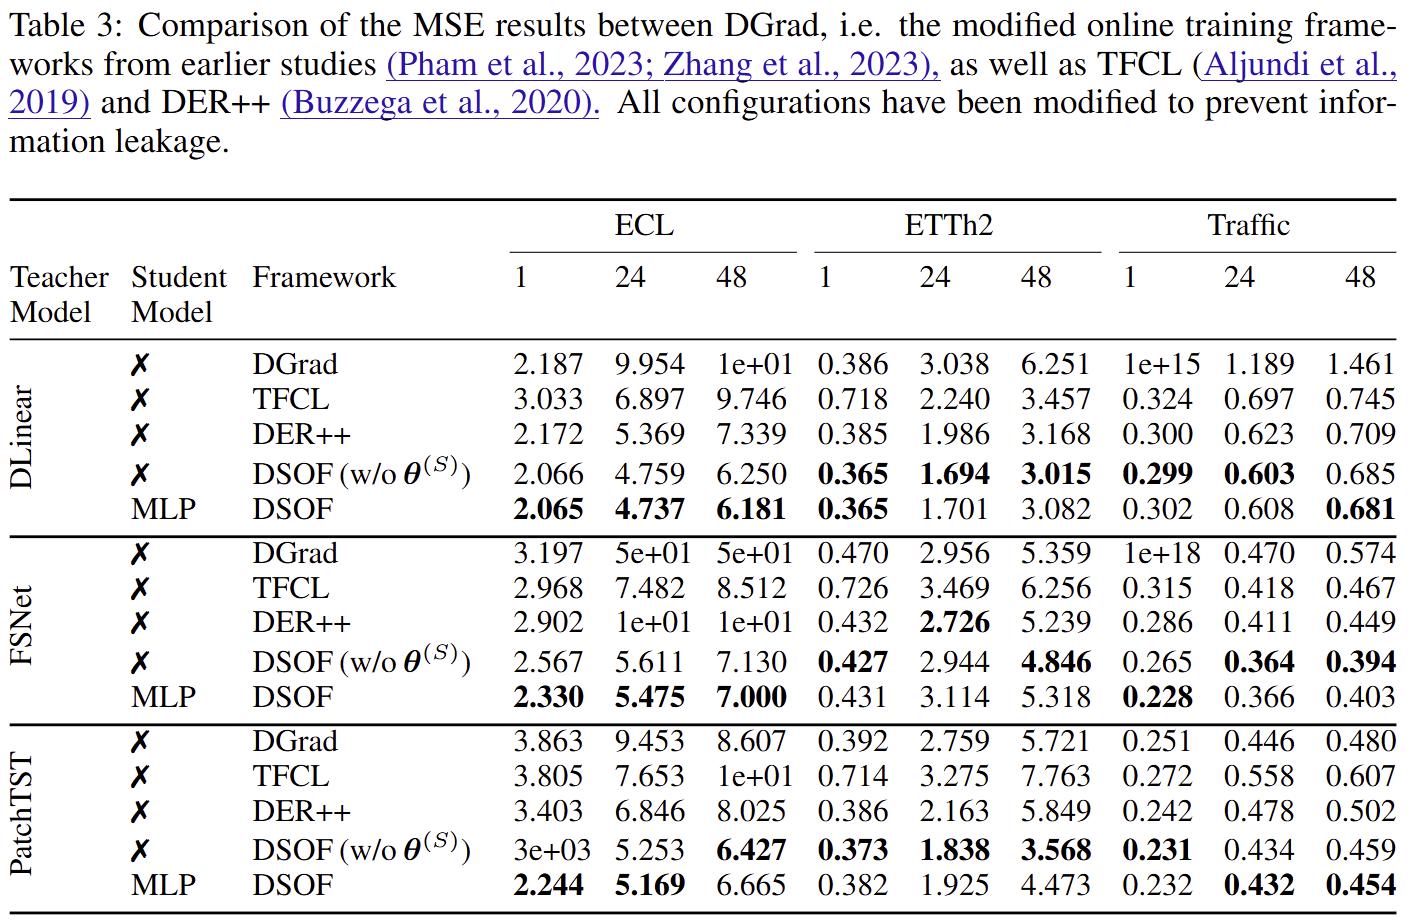 Table 3: Comparison of the MSE results between DGrad, i.e. the modified online training frame-
works from earlier studies (Pham et al., 2023; Zhang et al., 2023), as well as TFCL (Aljundi et al.,
2019) and DER++ (Buzzega et al., 2020). All configurations have been modified to prevent infor-
mation leakage.
ECL ETTh2 Traffic
Teacher Model Student Model Framework 1 24 48 1 24 48 1 24 48
DLinear
✗ DGrad 2.187 9.954 1e+01 0.386 3.038 6.251 1e+15 1.189 1.461
✗ TFCL 3.033 6.897 9.746 0.718 2.240 3.457 0.324 0.697 0.745
✗ DER++ 2.172 5.369 7.339 0.385 1.986 3.168 0.300 0.623 0.709
✗ DSOF (w/o θ(S)) 2.066 4.759 6.250 0.365 1.694 3.015 0.299 0.603 0.685
MLP DSOF 2.065 4.737 6.181 0.365 1.701 3.082 0.302 0.608 0.681
FSNet
✗ DGrad 3.197 5e+01 5e+01 0.470 2.956 5.359 1e+18 0.470 0.574
✗ TFCL 2.968 7.482 8.512 0.726 3.469 6.256 0.315 0.418 0.467
✗ DER++ 2.902 1e+01 1e+01 0.432 2.726 5.239 0.286 0.411 0.449
✗ DSOF (w/o θ(S)) 2.567 5.611 7.130 0.427 2.944 4.846 0.265 0.364 0.394
MLP DSOF 2.330 5.475 7.000 0.431 3.114 5.318 0.228 0.366 0.403
PatchTST
✗ DGrad 3.863 9.453 8.607 0.392 2.759 5.721 0.251 0.446 0.480
✗ TFCL 3.805 7.653 1e+01 0.714 3.275 7.763 0.272 0.558 0.607
✗ DER++ 3.403 6.846 8.025 0.386 2.163 5.849 0.242 0.478 0.502
✗ DSOF (w/o θ(S)) 3e+03 5.253 6.427 0.373 1.838 3.568 0.231 0.434 0.459
MLP DSOF 2.244 5.169 6.665 0.382 1.925 4.473 0.232 0.432 0.454